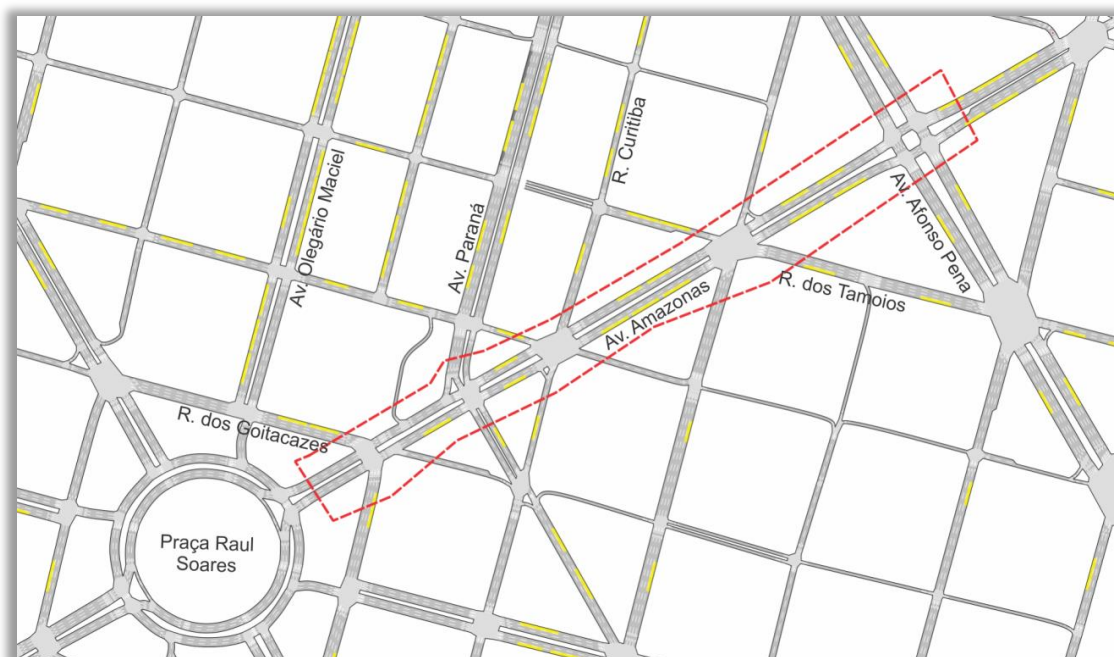 R. Curitiba
Av. Olegário Maciel
Av. Paraná
Av. Afonso Pena
R. dos Tamoios
Av. Amazonas
R. dos Goitacazes
Praça Raul
Soares